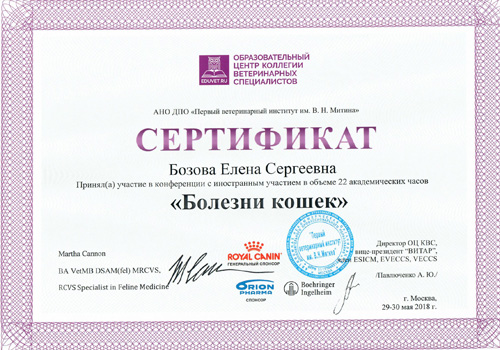 ОБРАЗОВАТЕЛЬНЫЙ
ЦЕНТР КОЛЛЕГИИ
ВЕТЕРИНАРНЫХ
СПЕЦИАЛИСТОВ
EDUVET.RU
АНО ДПО «Первый ветеринарный институт им. В. Н. Митина»
СЕРТИФИКАТ
Бозова Елена Сергеевна
Принял(а) участие в конференции с иностранным участием в объеме 22 академических часов
«Болезни кошек»
Martha Cannon
BA VetMB DSAM(fel) MRCVS,
RCVS Specialist in Feline Medicine
ROYAL CANIN
ГЕНЕРАЛЬНЫЙ СПОНСОР
ORION
PHARMA
СПОНСОР
Boehringer
Ingelheim
"Первый
ветеринарный институт
им. В.Н.Митина"
Директор ОЦ КВС,
вице-президент "ВИТАР",
член ESICM, EVECCS, VECCS
/Павлюченко А. Ю./
г. Москва,
29-30 мая 2018 г.